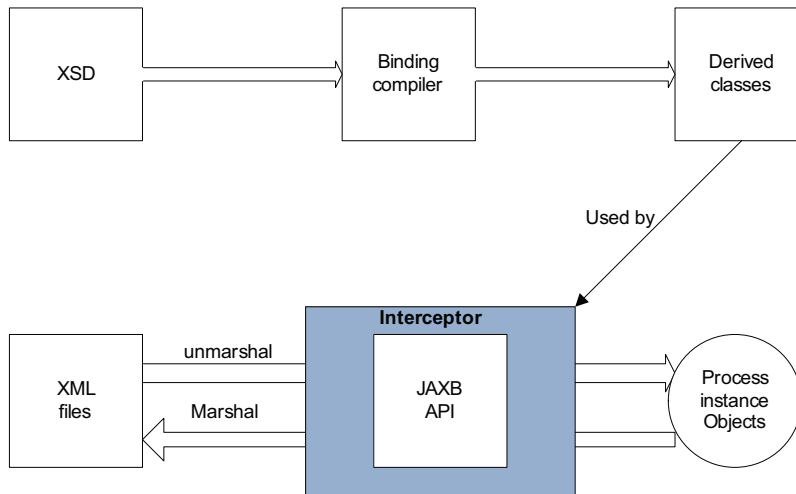 XSD
Binding
compiler
Derived
classes
Used by
Interceptor
unmarshal
XML
files
Marshal
JAXB
API
Process
instance
Objects